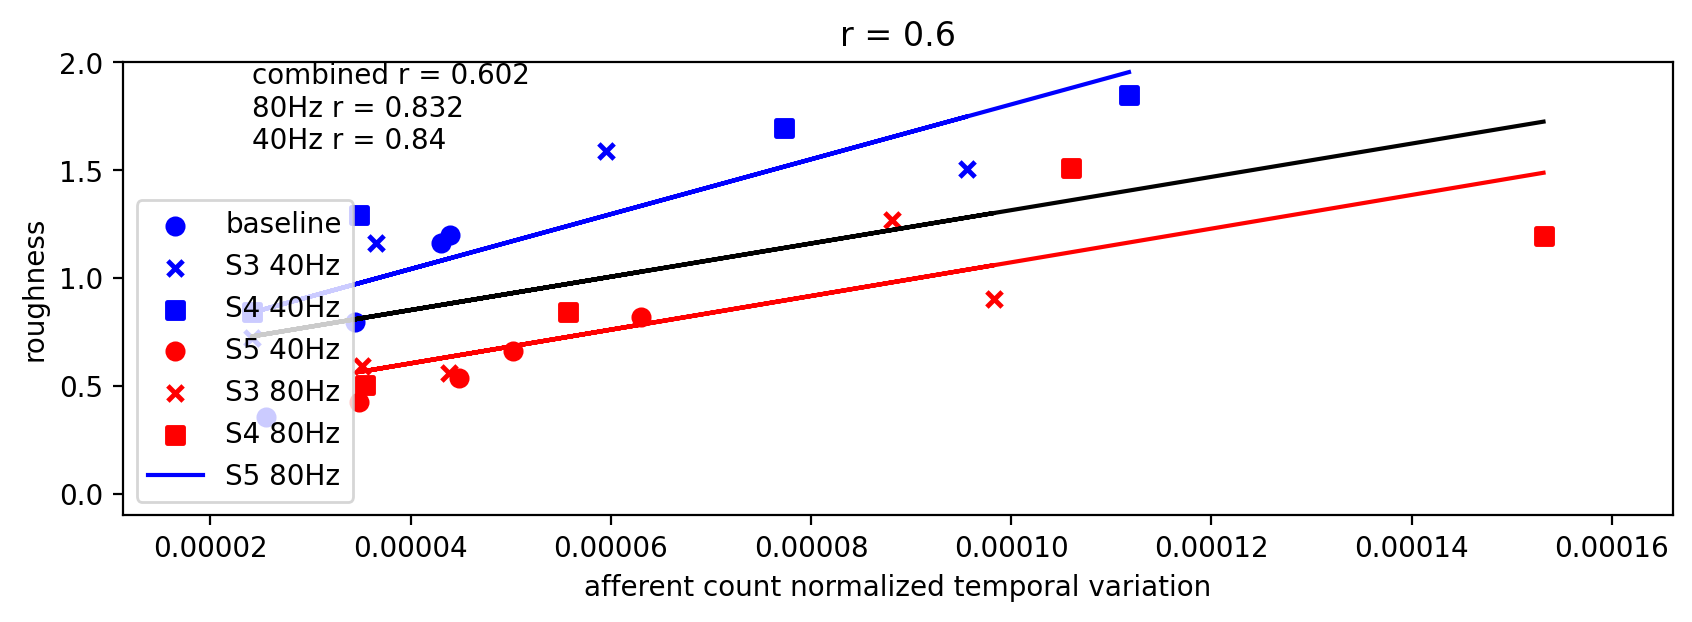 r = 0.6
combined r = 0.602
80Hz r = 0.832
40Hz r = 0.84
2.0
1.5
1.0
0.5
0.0
roughness
baseline
S3 40Hz
S4 40Hz
S5 40Hz
S3 80Hz
S4 80Hz
S5 80Hz
0.00002 0.00004 0.00006 0.00008 0.00010 0.00012 0.00014 0.00016
afferent count normalized temporal variation